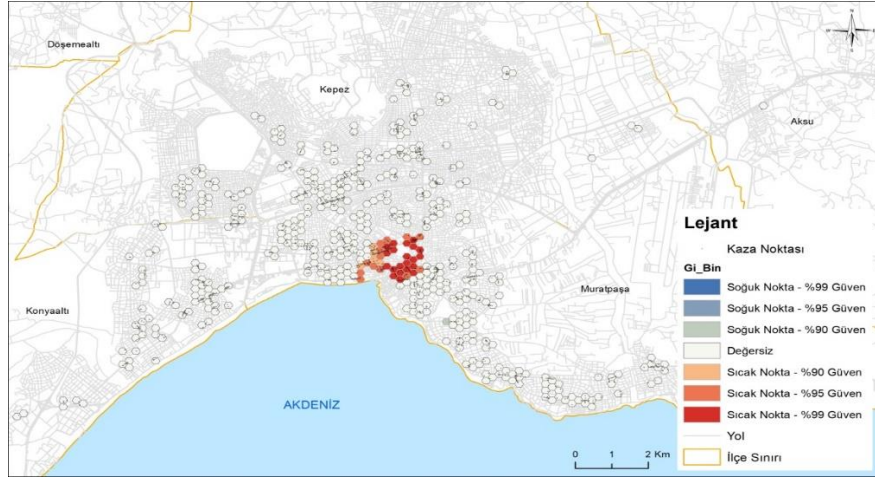 Döşemealtı
Kepez
Aksu
Konyaaltı
Muratpaşa
AKDENİZ
0 1 2 Km
Lejant
Kaza Noktası
Gi_Bin
Soğuk Nokta - %99 Güven
Soğuk Nokta - %95 Güven
Soğuk Nokta - %90 Güven
Değersiz
Sıcak Nokta - %90 Güven
Sıcak Nokta - %95 Güven
Sıcak Nokta - %99 Güven
Yol
İlçe Sınırı